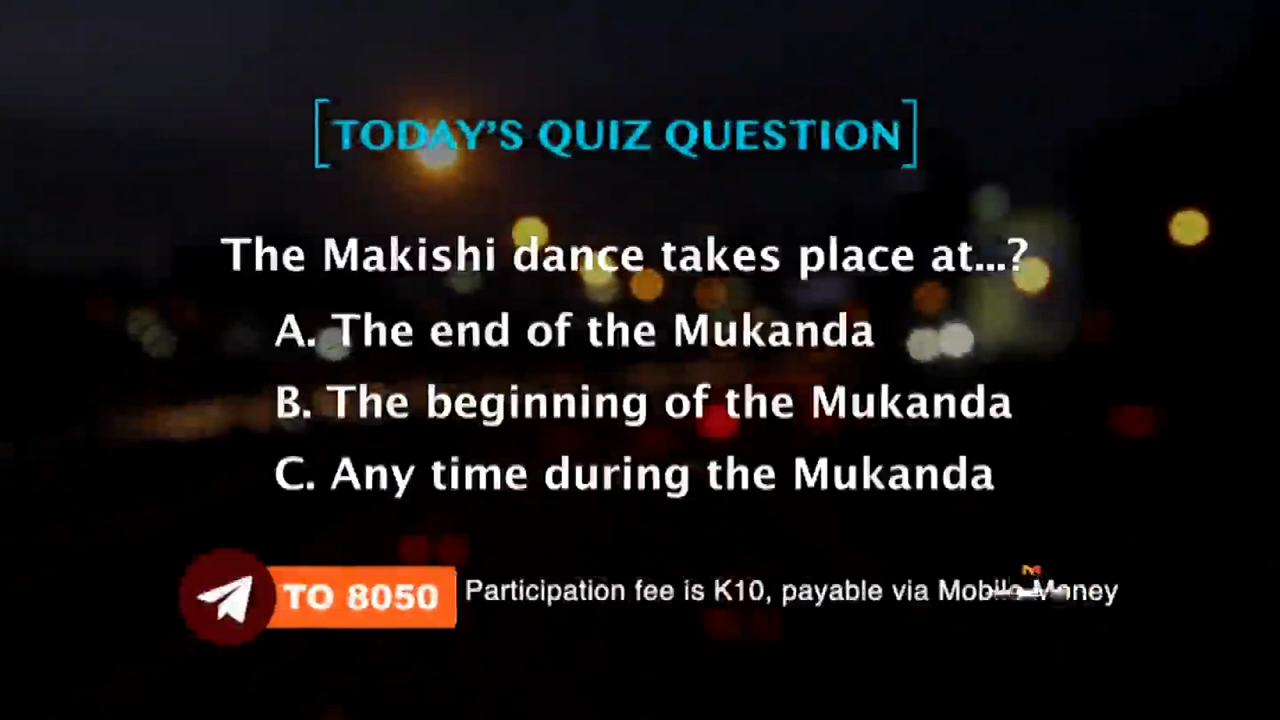 [TODAY'S QUIZ QUESTION]
The Makishi dance takes place at...?
A. The end of the Mukanda
B. The beginning of the Mukanda
C. Any time during the Mukanda
TO 8050 Participation fee is K10, payable via Mobile Money